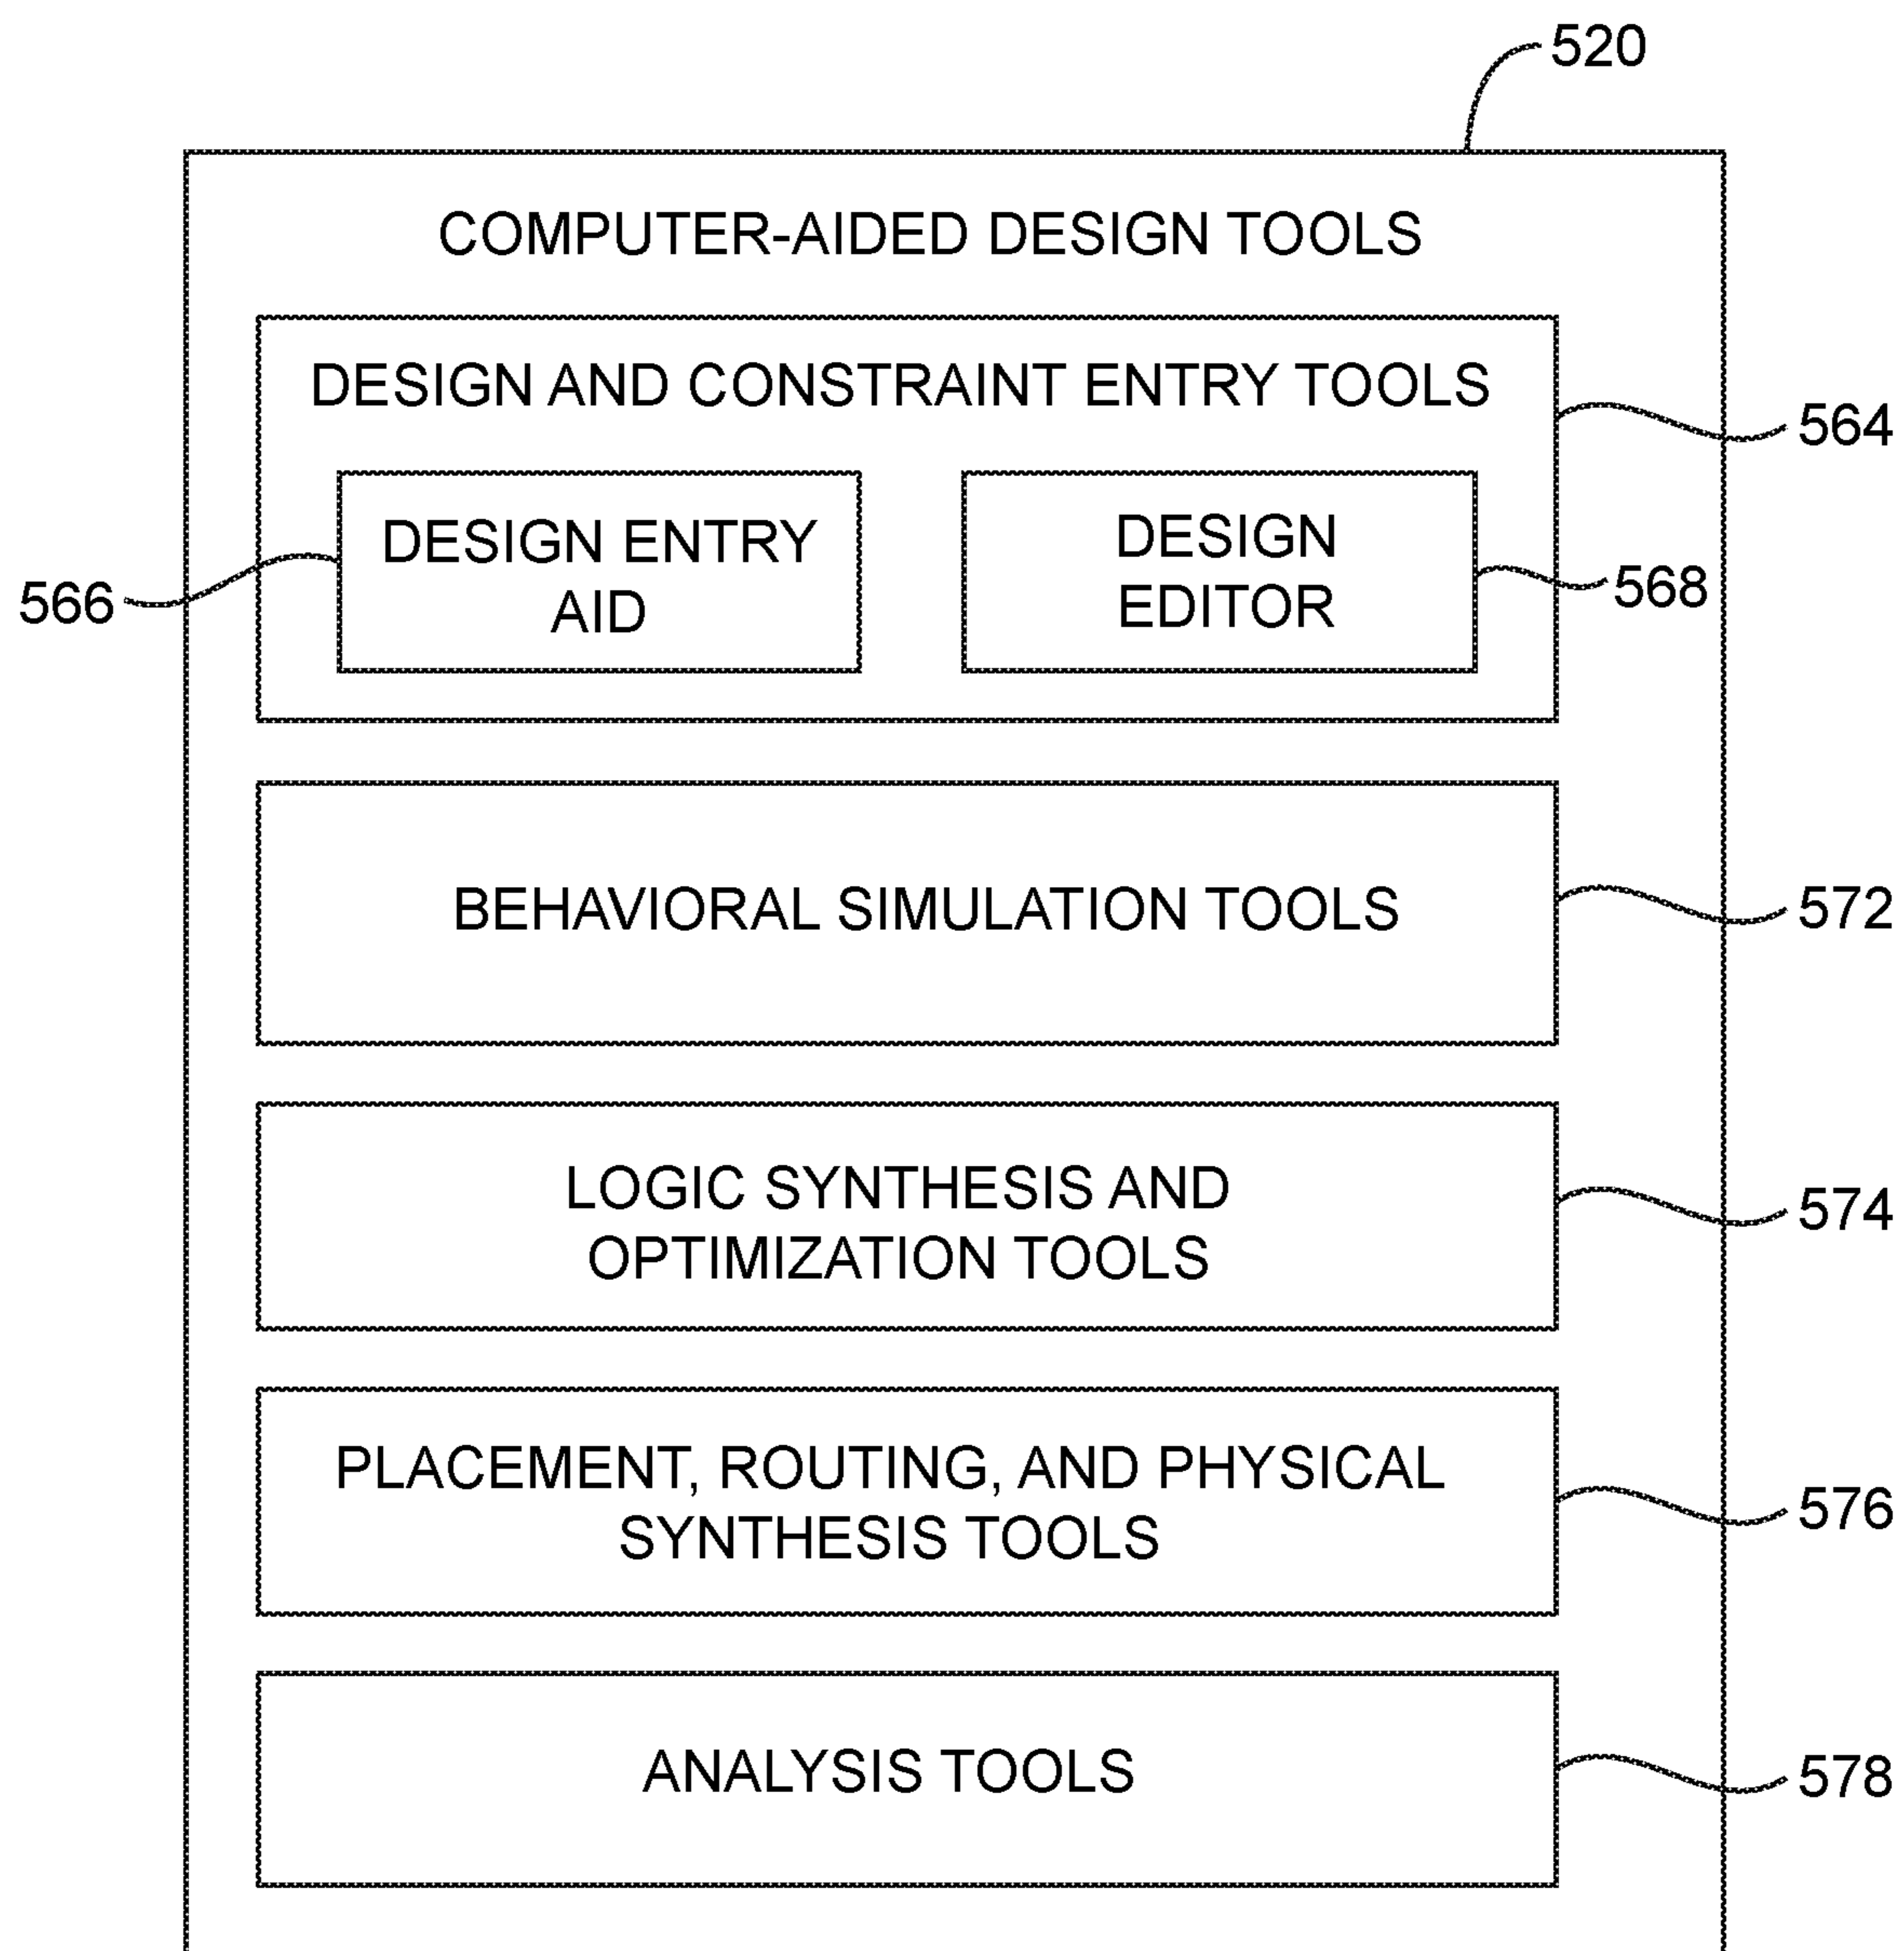 520
COMPUTER-AIDED DESIGN TOOLS
DESIGN AND CONSTRAINT ENTRY TOOLS
564
DESIGN ENTRY
AID
566
DESIGN
EDITOR
568
BEHAVIORAL SIMULATION TOOLS
572
LOGIC SYNTHESIS AND
OPTIMIZATION TOOLS
574
PLACEMENT, ROUTING, AND PHYSICAL
SYNTHESIS TOOLS
576
ANALYSIS TOOLS
578